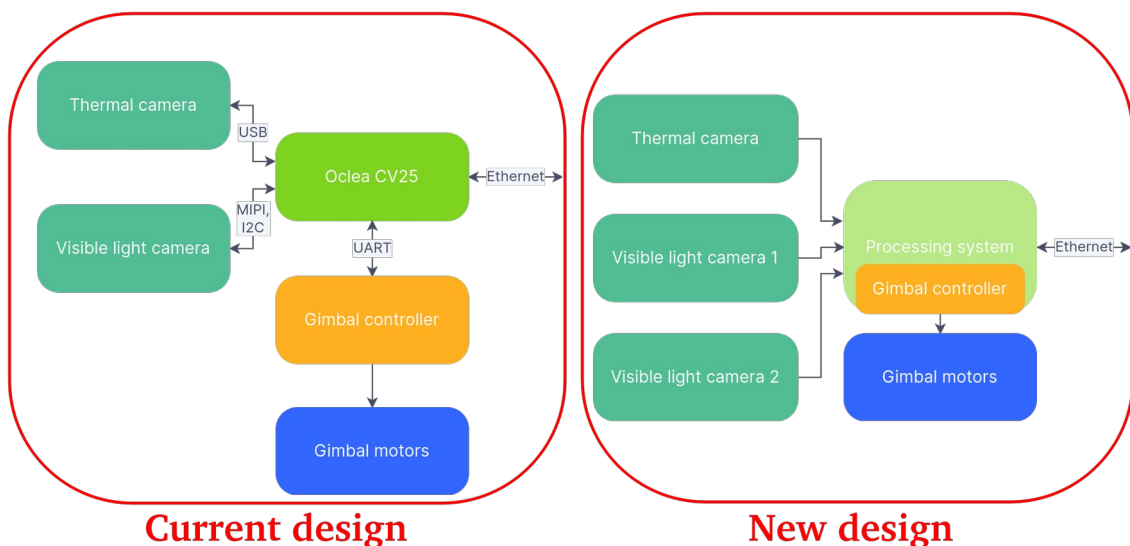 Thermal camera
USB
Oclea CV25
Ethernet
MIPI,
I2C
Visible light camera
UART
Gimbal controller
Gimbal motors
Current design
Thermal camera
Visible light camera 1
Processing system
Ethernet
Gimbal controller
Visible light camera 2
Gimbal motors
New design